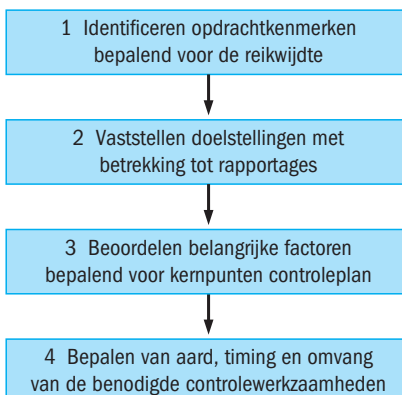 1 Identificeren opdrachtkenmerken
bepalend voor de reikwijdte
2 Vaststellen doelstellingen met
betrekking tot rapportages
3 Beoordelen belangrijke factoren
bepalend voor kernpunten controleplan
4 Bepalen van aard, timing en omvang
van de benodigde controlewerkzaamheden